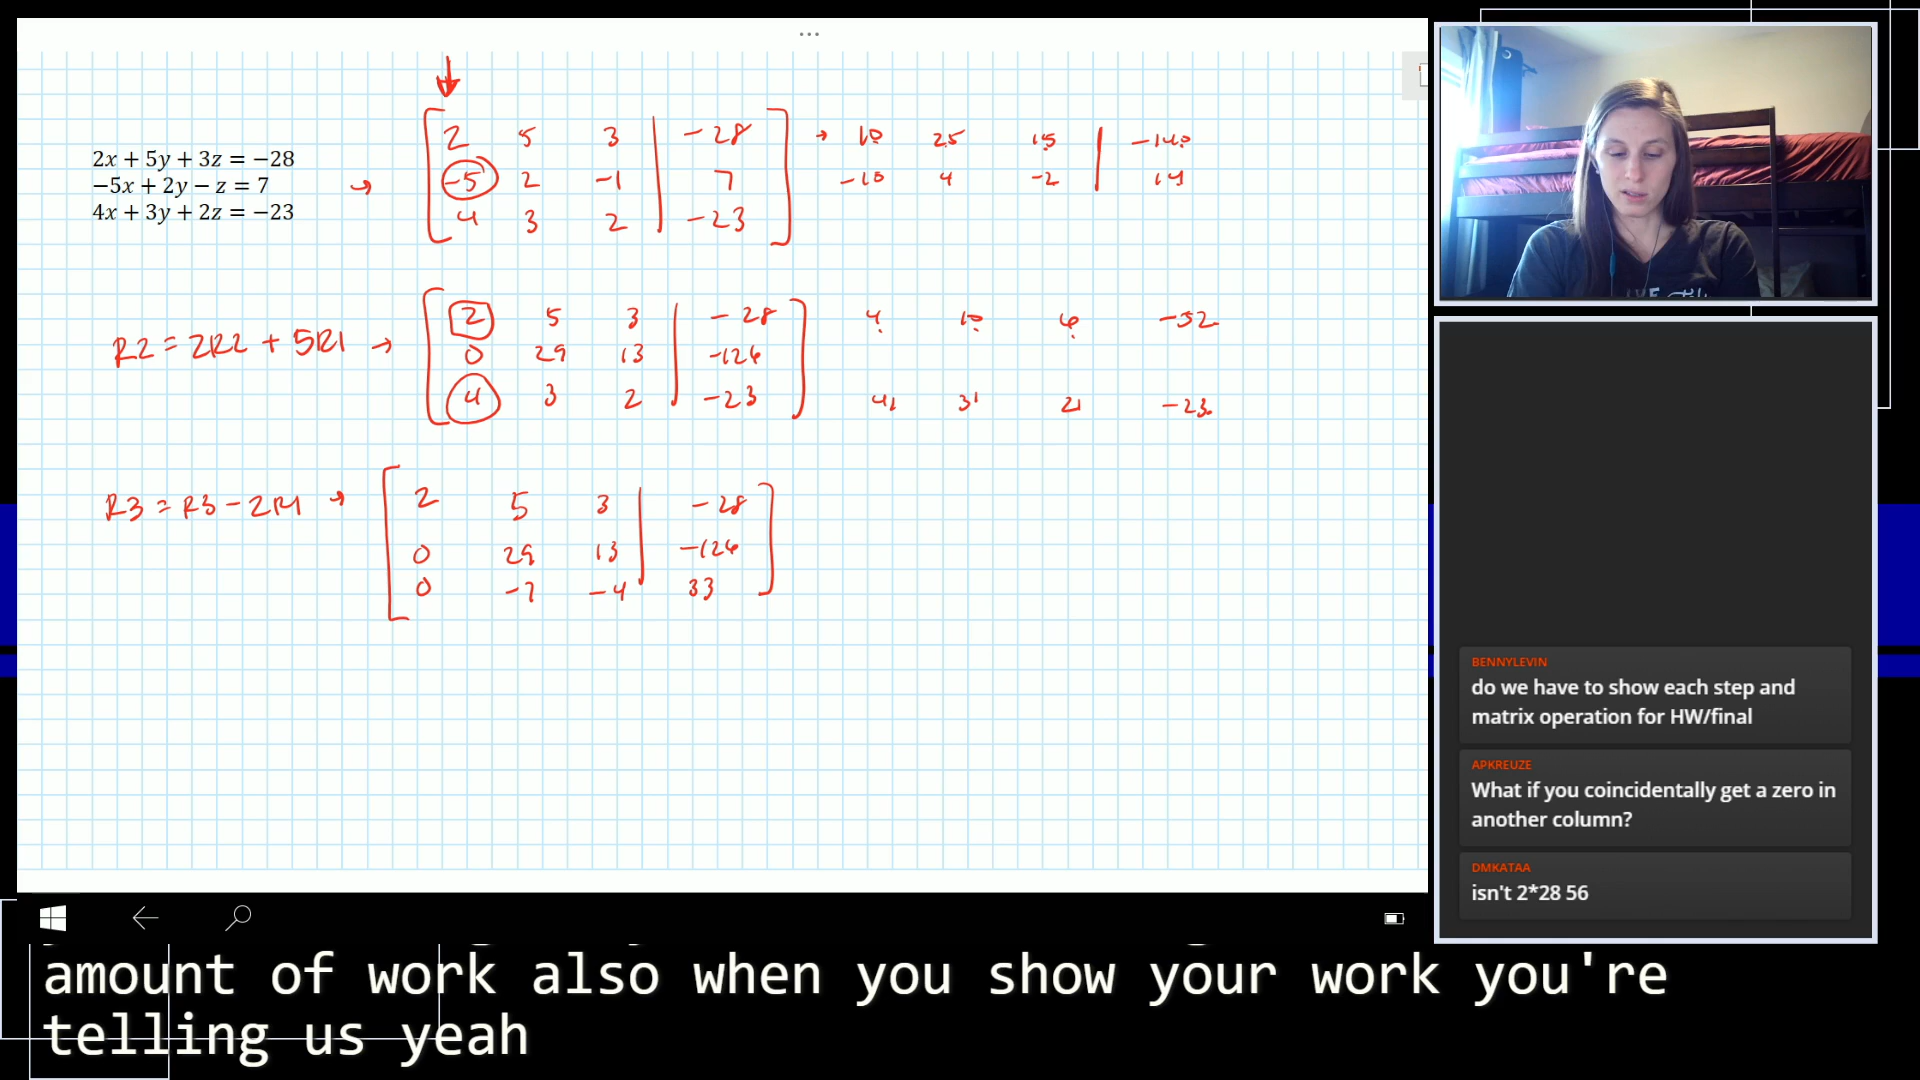 2x + 5y + 3z = −28
−5x + 2y − z = 7
4x + 3y + 2z = −23
2 5 3 -28 → 10 25 15 -140
-5 2 -1 7 -10 4 -2 14
4 3 2 -23
R2 = 2R2 + 5R1 →
2 5 3 -28 4 10 6 -52
0 29 13 -126
4 3 2 -23 4 3 2 -23
R3 = R3 - 2R1 →
2 5 3 -28
0 29 13 -126
0 -7 -4 33
BENNYLEVIN
do we have to show each step and
matrix operation for HW/final
APKREUZE
What if you coincidentally get a zero in
another column?
DMKATAA
isn't 2*28 56
amount of work also when you show your work you're
telling us yeah